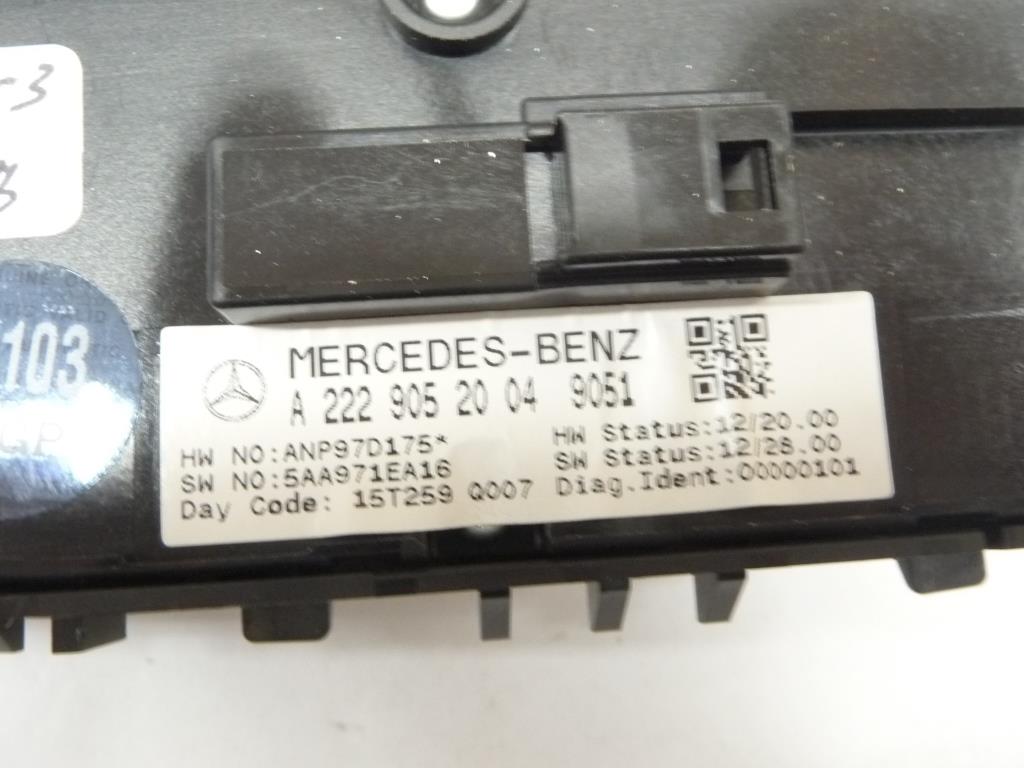 -3
103
MERCEDES-BENZ
A 222 905 20 04 9051
HW NO:ANP97D175*
SW NO:5AA971EA16
Day Code: 15T259 Q007
HW Status:12/20.00
SW Status:12/28.00
Diag.Ident:00000101